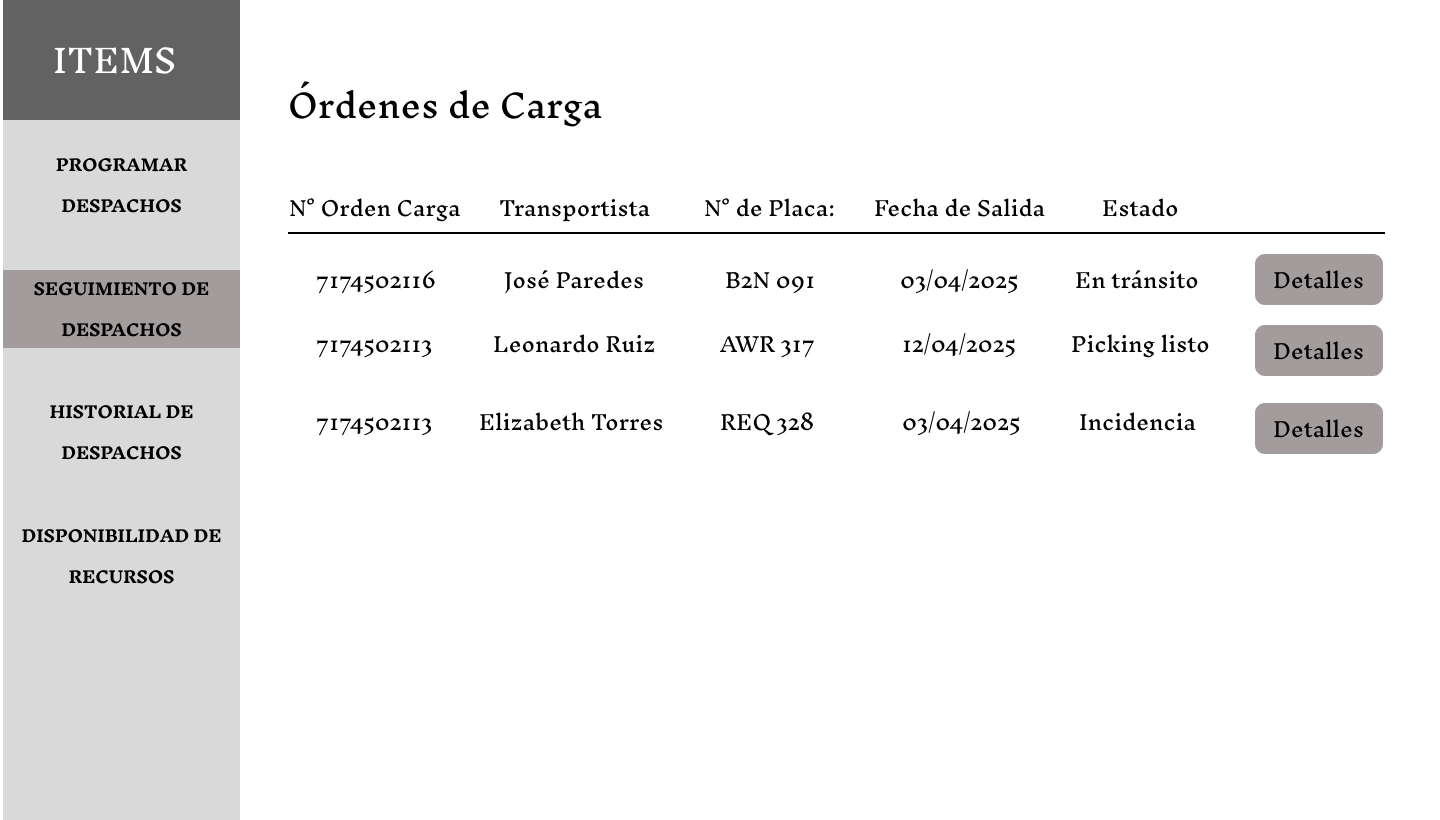 ITEMS
PROGRAMAR
DESPACHOS
SEGUIMIENTO DE
DESPACHOS
HISTORIAL DE
DESPACHOS
DISPONIBILIDAD DE
RECURSOS
Órdenes de Carga
N° Orden Carga Transportista N° de Placa: Fecha de Salida Estado
7174502116 José Paredes B2N 091 03/04/2025 En tránsito Detalles
7174502113 Leonardo Ruiz AWR 317 12/04/2025 Picking listo Detalles
7174502113 Elizabeth Torres REQ 328 03/04/2025 Incidencia Detalles